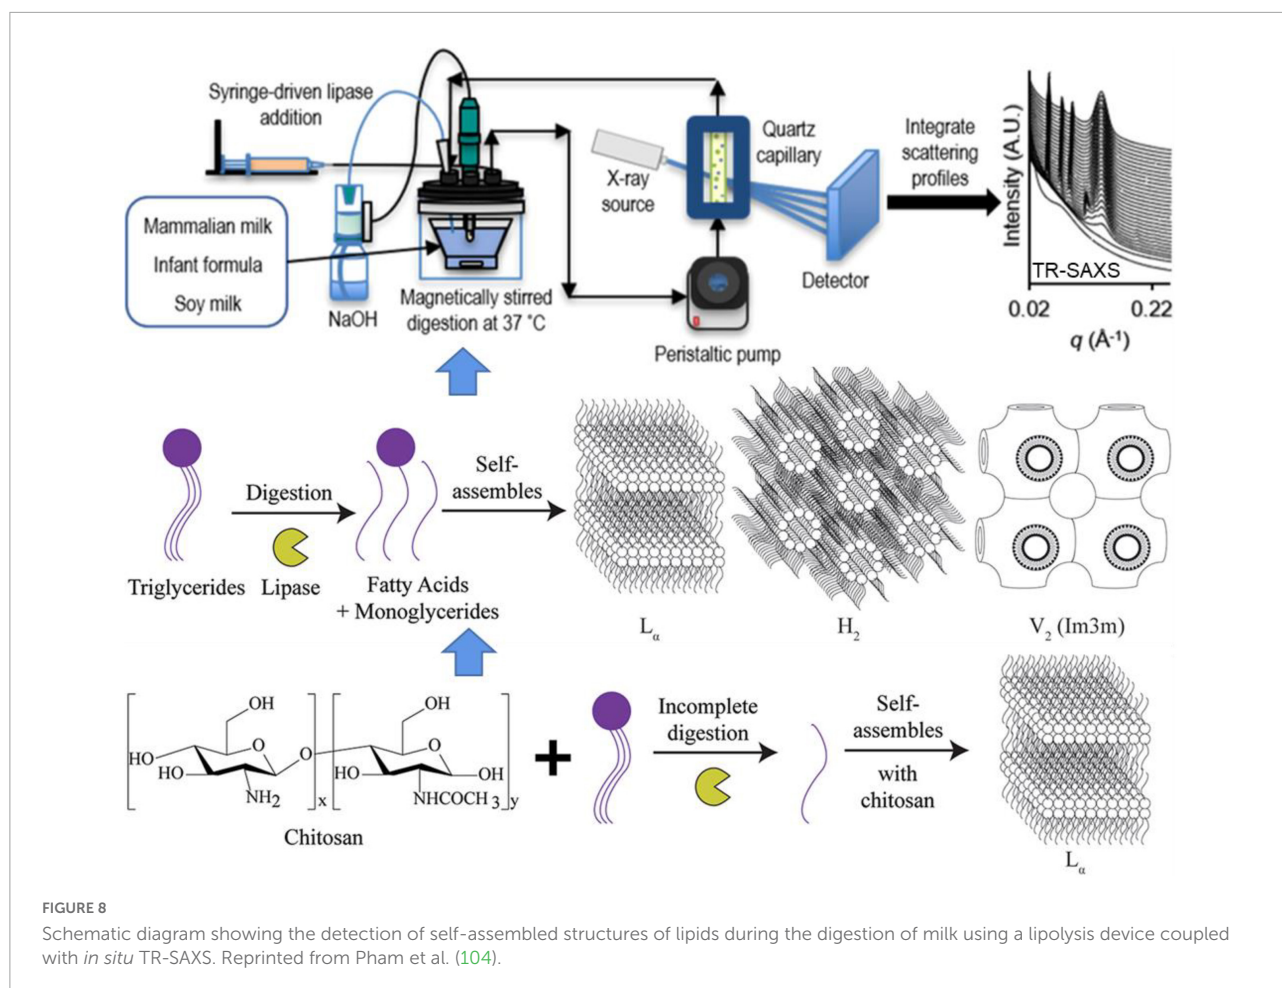 Syringe-driven lipase
addition
Mammalian milk
Infant formula
Soy milk
NaOH
Magnetically stirred
digestion at 37 °C
X-ray
source
Quartz
capillary
Peristaltic pump
Detector
Integrate
scattering
profiles
Intensity (A.U.)
TR-SAXS
0.02
0.22
q (Å-1)
Triglycerides
Digestion
Lipase
Fatty Acids
+ Monoglycerides
Self-
assembles
Lα
H2
V2 (Im3m)
OH
O
HO
HO
NH2
x
O
OH
O
HO
OH
NHCOCH3
y
Chitosan
+
Incomplete
digestion
Self-
assembles
with
chitosan
Lα
FIGURE 8
Schematic diagram showing the detection of self-assembled structures of lipids during the digestion of milk using a lipolysis device coupled
with in situ TR-SAXS. Reprinted from Pham et al. (104).